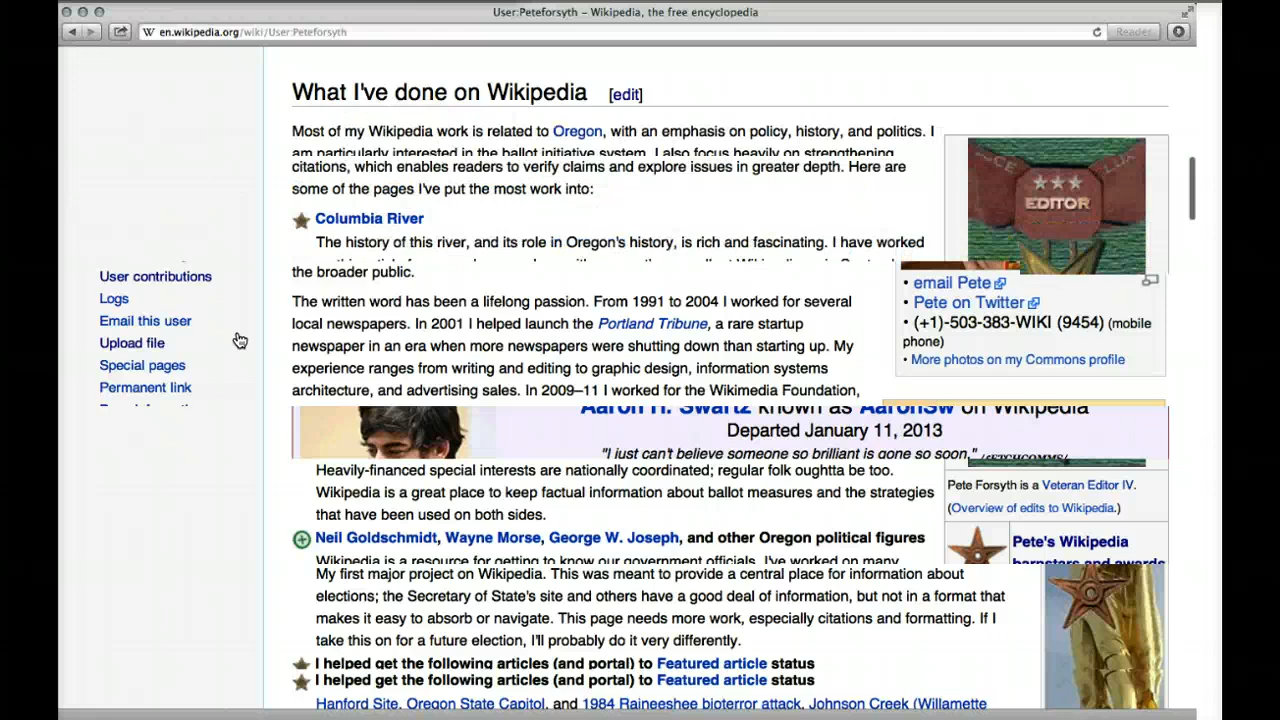 User:Peteforsyth – Wikipedia, the free encyclopedia
en.wikipedia.org/wiki/User:Peteforsyth
Reader
What I've done on Wikipedia [edit]
Most of my Wikipedia work is related to Oregon, with an emphasis on policy, history, and politics. I
am particularly interested in the ballot initiative system. I also focus heavily on strengthening
citations, which enables readers to verify claims and explore issues in greater depth. Here are
some of the pages I've put the most work into:
EDITOR
Columbia River
The history of this river, and its role in Oregon's history, is rich and fascinating. I have worked
the broader public.
User contributions
Logs
Email this user
Upload file
Special pages
Permanent link
The written word has been a lifelong passion. From 1991 to 2004 I worked for several
local newspapers. In 2001 I helped launch the Portland Tribune, a rare startup
newspaper in an era when more newspapers were shutting down than starting up. My
experience ranges from writing and editing to graphic design, information systems
architecture, and advertising sales. In 2009–11 I worked for the Wikimedia Foundation,
• email Pete
• Pete on Twitter
• (+1)-503-383-WIKI (9454) (mobile
phone)
• More photos on my Commons profile
Aaron H. Swartz known as AaronSw on Wikipedia
Departed January 11, 2013
"I just can't believe someone so brilliant is gone so soon."
Heavily-financed special interests are nationally coordinated; regular folk oughtta be too.
Wikipedia is a great place to keep factual information about ballot measures and the strategies
that have been used on both sides.
Pete Forsyth is a Veteran Editor IV.
(Overview of edits to Wikipedia.)
Neil Goldschmidt, Wayne Morse, George W. Joseph, and other Oregon political figures
Wikipedia is a resource for getting to know our government officials. I've worked on many
Pete's Wikipedia
barnstars and awards
My first major project on Wikipedia. This was meant to provide a central place for information about
elections; the Secretary of State's site and others have a good deal of information, but not in a format that
makes it easy to absorb or navigate. This page needs more work, especially citations and formatting. If I
take this on for a future election, I'll probably do it very differently.
I helped get the following articles (and portal) to Featured article status
I helped get the following articles (and portal) to Featured article status
Hanford Site, Oregon State Capitol, and 1984 Rajneeshee bioterror attack, Johnson Creek (Willamette